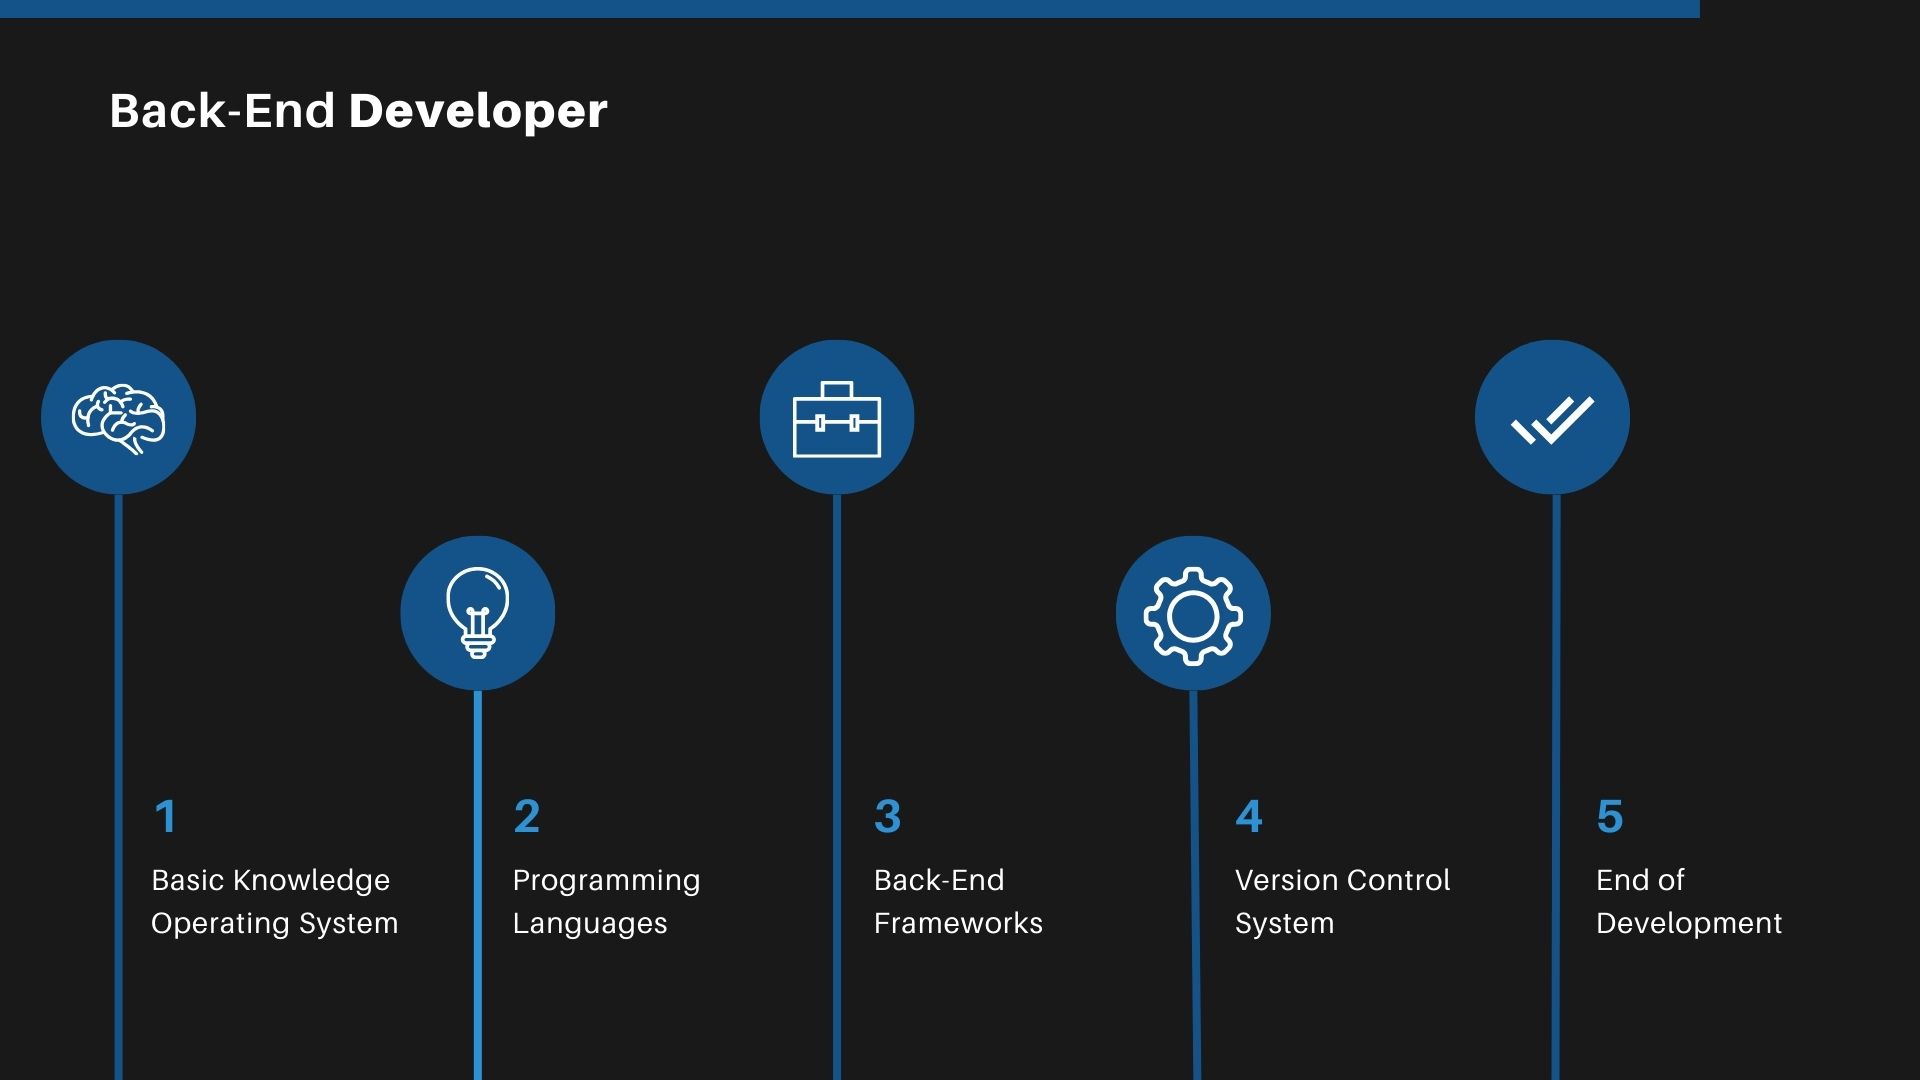 Back-End Developer
1
Basic Knowledge
Operating System
2
Programming
Languages
3
Back-End
Frameworks
4
Version Control
System
5
End of
Development